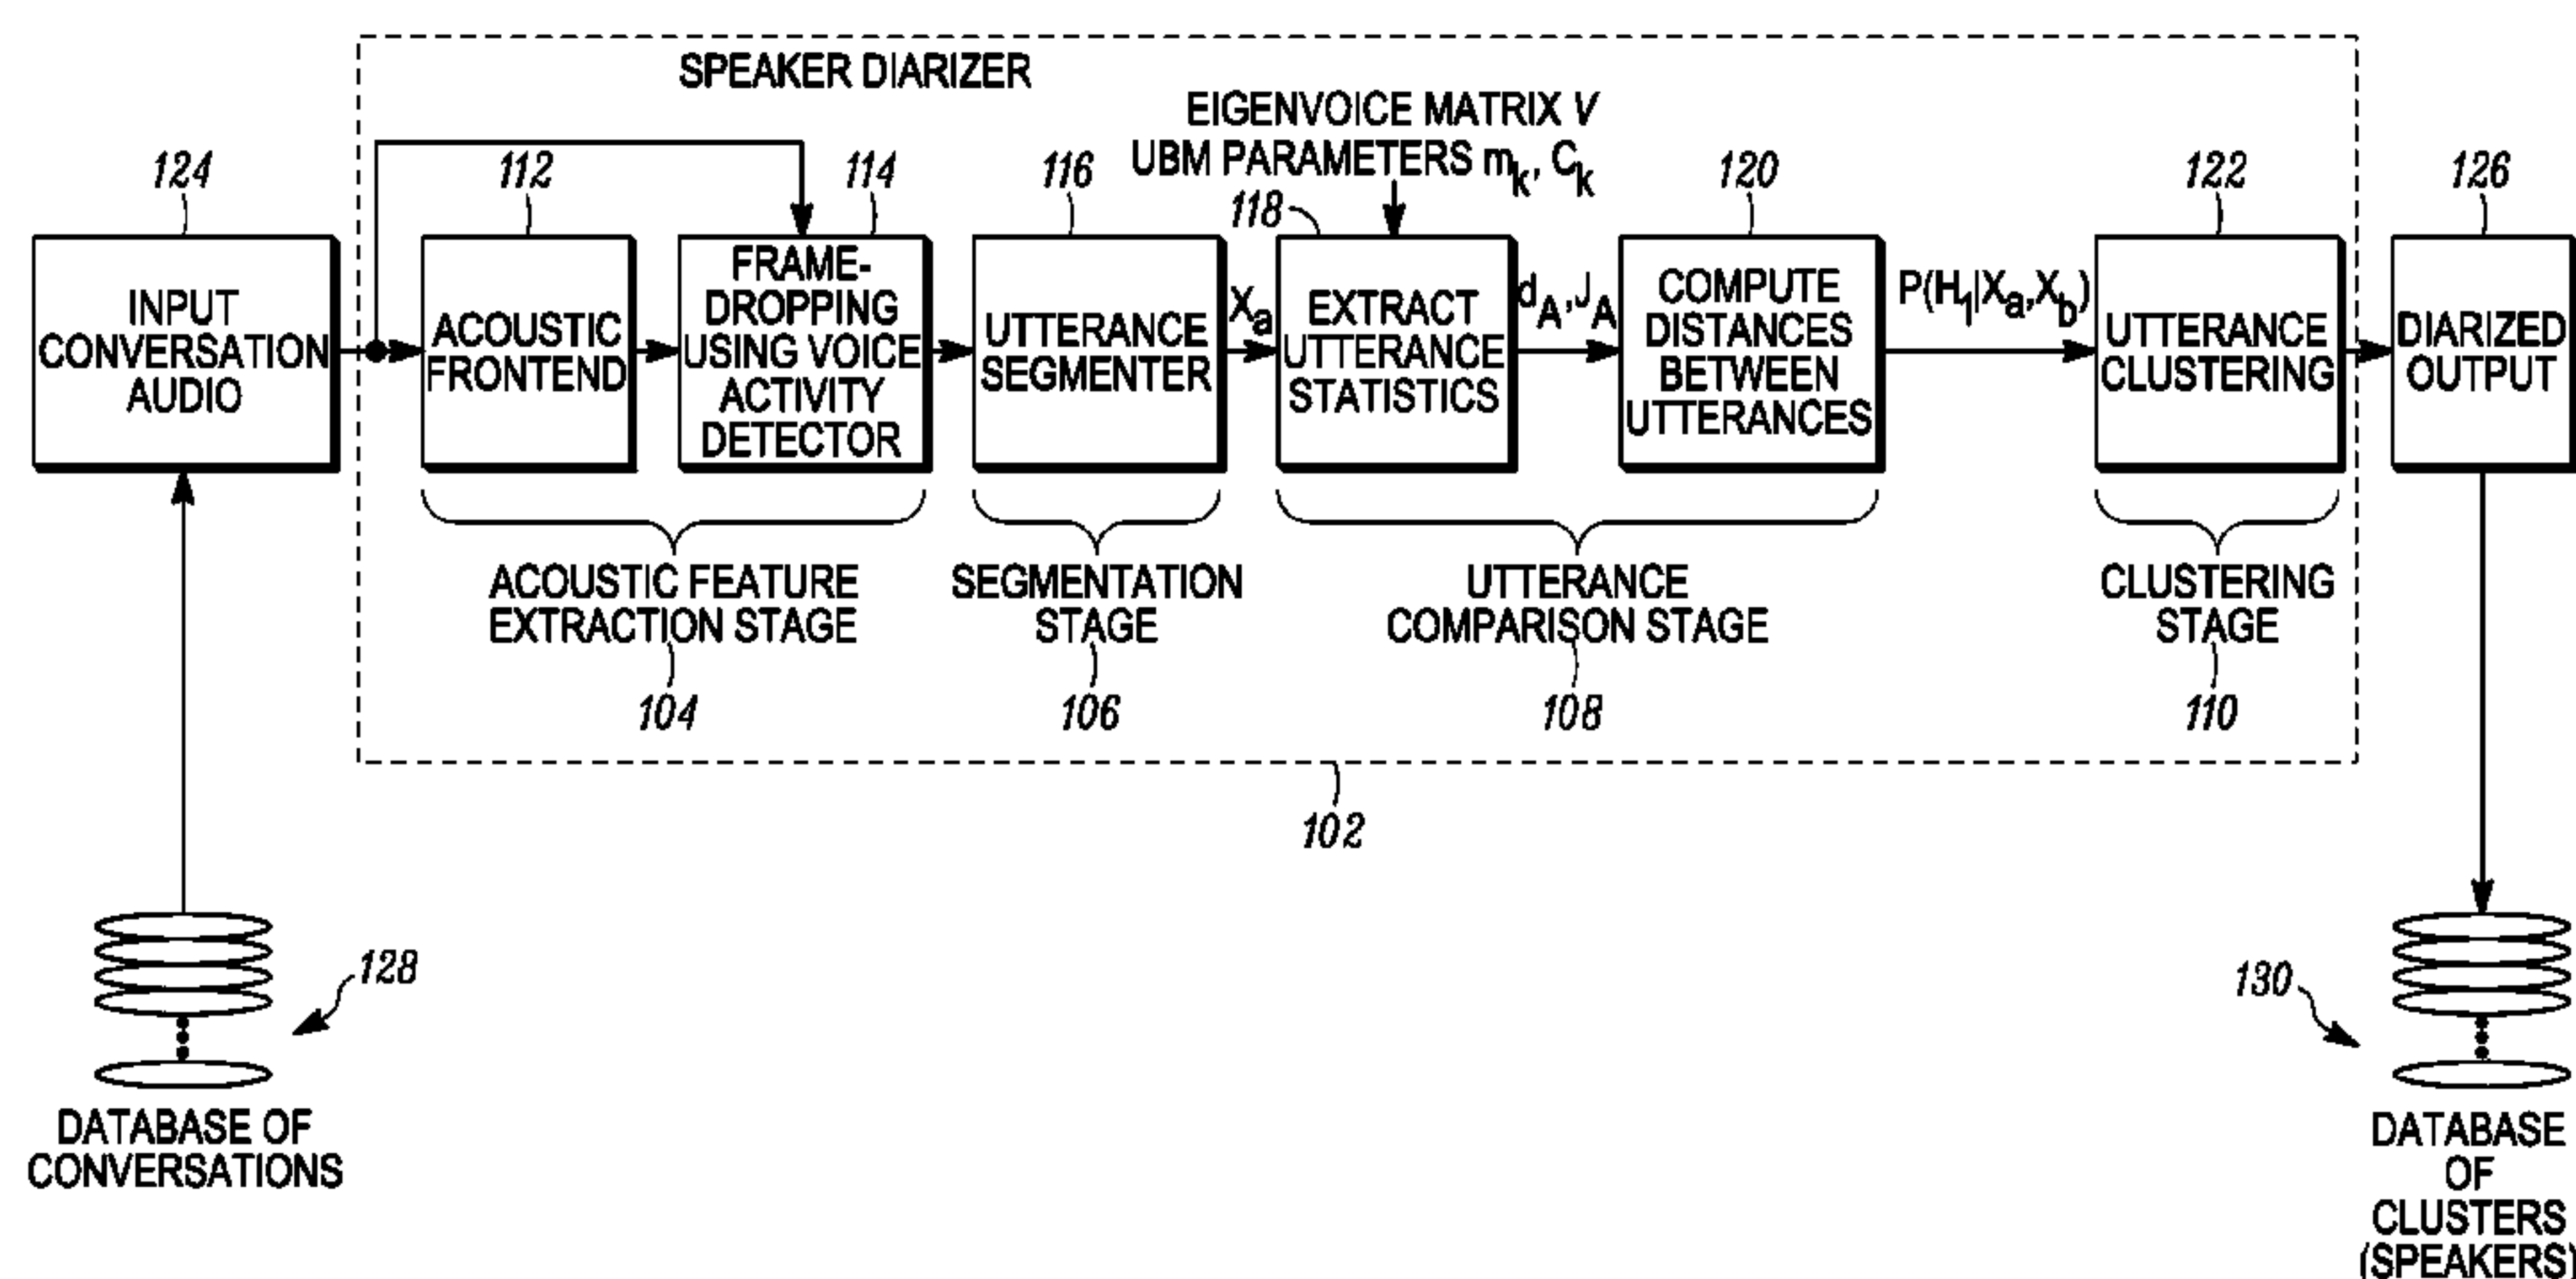 SPEAKER DIARIZER
EIGENVOICE MATRIX V
UBM PARAMETERS mk, Ck
124
112
114
116
118
120
122
126
INPUT
CONVERSATION
AUDIO
ACOUSTIC
FRONTEND
FRAME-
DROPPING
USING VOICE
ACTIVITY
DETECTOR
UTTERANCE
SEGMENTER
Xa
EXTRACT
UTTERANCE
STATISTICS
dA, JA
COMPUTE
DISTANCES
BETWEEN
UTTERANCES
P(H1|Xa,Xb)
UTTERANCE
CLUSTERING
DIARIZED
OUTPUT
ACOUSTIC FEATURE
EXTRACTION STAGE
104
SEGMENTATION
STAGE
106
UTTERANCE
COMPARISON STAGE
108
CLUSTERING
STAGE
110
102
128
DATABASE OF
CONVERSATIONS
130
DATABASE
OF
CLUSTERS
(SPEAKERS)